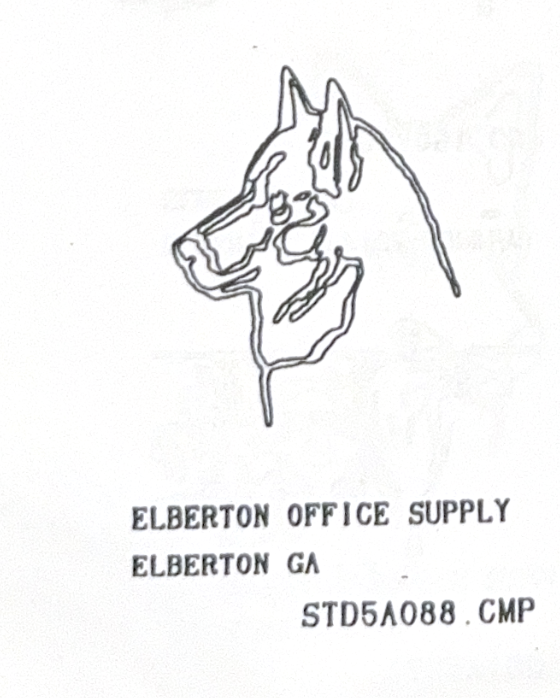 ELBERTON OFFICE SUPPLY
ELBERTON GA
STD5A088.CMP